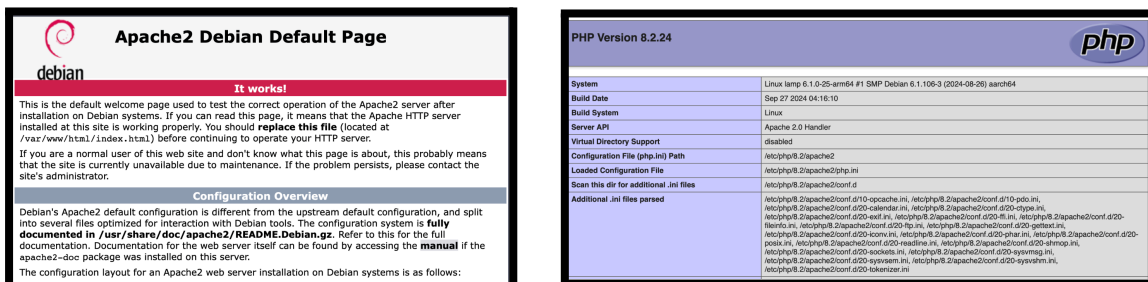 debian
Apache2 Debian Default Page
It works!
This is the default welcome page used to test the correct operation of the Apache2 server after
installation on Debian systems. If you can read this page, it means that the Apache HTTP server
installed at this site is working properly. You should replace this file (located at
/var/www/html/index.html) before continuing to operate your HTTP server.
If you are a normal user of this web site and don't know what this page is about, this probably means
that the site is currently unavailable due to maintenance. If the problem persists, please contact the
site's administrator.
Configuration Overview
Debian's Apache2 default configuration is different from the upstream default configuration, and split
into several files optimized for interaction with Debian tools. The configuration system is fully
documented in /usr/share/doc/apache2/README.Debian.gz. Refer to this for the full
documentation. Documentation for the web server itself can be found by accessing the manual if the
apache2-doc package was installed on this server.
The configuration layout for an Apache2 web server installation on Debian systems is as follows:
PHP Version 8.2.24
php
System Linux lamp 6.1.0-25-arm64 #1 SMP Debian 6.1.106-3 (2024-08-26) aarch64
Build Date Sep 27 2024 04:16:10
Build System Linux
Server API Apache 2.0 Handler
Virtual Directory Support disabled
Configuration File (php.ini) Path /etc/php/8.2/apache2
Loaded Configuration File /etc/php/8.2/apache2/php.ini
Scan this dir for additional .ini files /etc/php/8.2/apache2/conf.d
Additional .ini files parsed /etc/php/8.2/apache2/conf.d/10-opcache.ini, /etc/php/8.2/apache2/conf.d/10-pdo.ini,
/etc/php/8.2/apache2/conf.d/20-calendar.ini, /etc/php/8.2/apache2/conf.d/20-ctype.ini,
/etc/php/8.2/apache2/conf.d/20-exif.ini, /etc/php/8.2/apache2/conf.d/20-ffi.ini, /etc/php/8.2/apache2/conf.d/20-
fileinfo.ini, /etc/php/8.2/apache2/conf.d/20-ftp.ini, /etc/php/8.2/apache2/conf.d/20-gettext.ini,
/etc/php/8.2/apache2/conf.d/20-iconv.ini, /etc/php/8.2/apache2/conf.d/20-phar.ini, /etc/php/8.2/apache2/conf.d/20-
posix.ini, /etc/php/8.2/apache2/conf.d/20-readline.ini, /etc/php/8.2/apache2/conf.d/20-shmop.ini,
/etc/php/8.2/apache2/conf.d/20-sockets.ini, /etc/php/8.2/apache2/conf.d/20-sysvmsg.ini,
/etc/php/8.2/apache2/conf.d/20-sysvsem.ini, /etc/php/8.2/apache2/conf.d/20-sysvshm.ini,
/etc/php/8.2/apache2/conf.d/20-tokenizer.ini